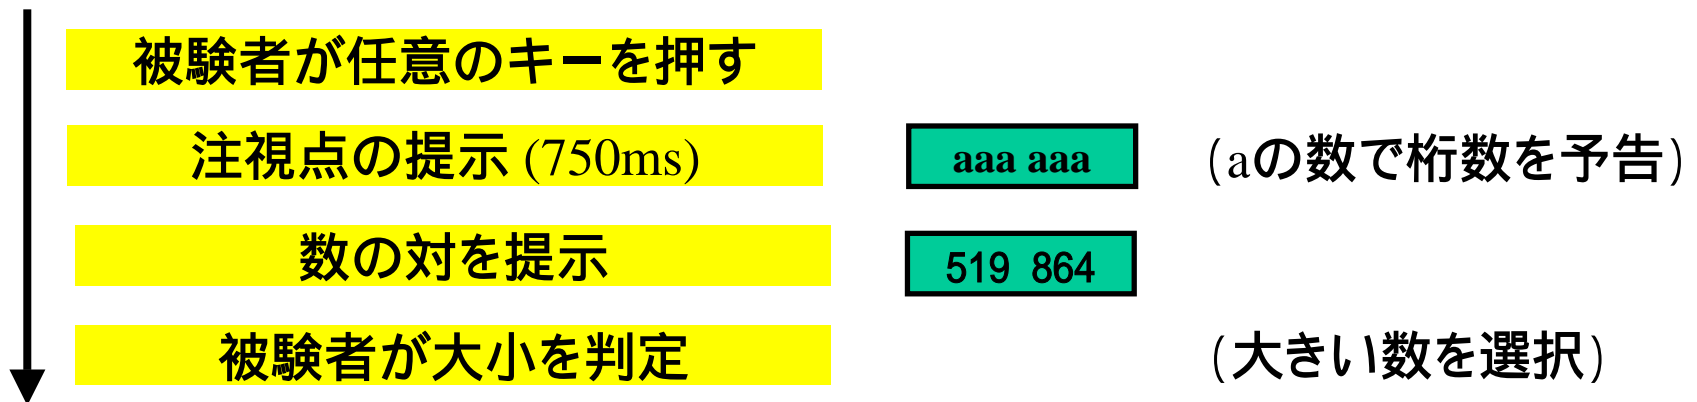 被験者が任意のキーを押す
注視点の提示 (750ms) aaa aaa (aの数で桁数を予告)
数の対を提示 519 864
被験者が大小を判定 (大きい数を選択)